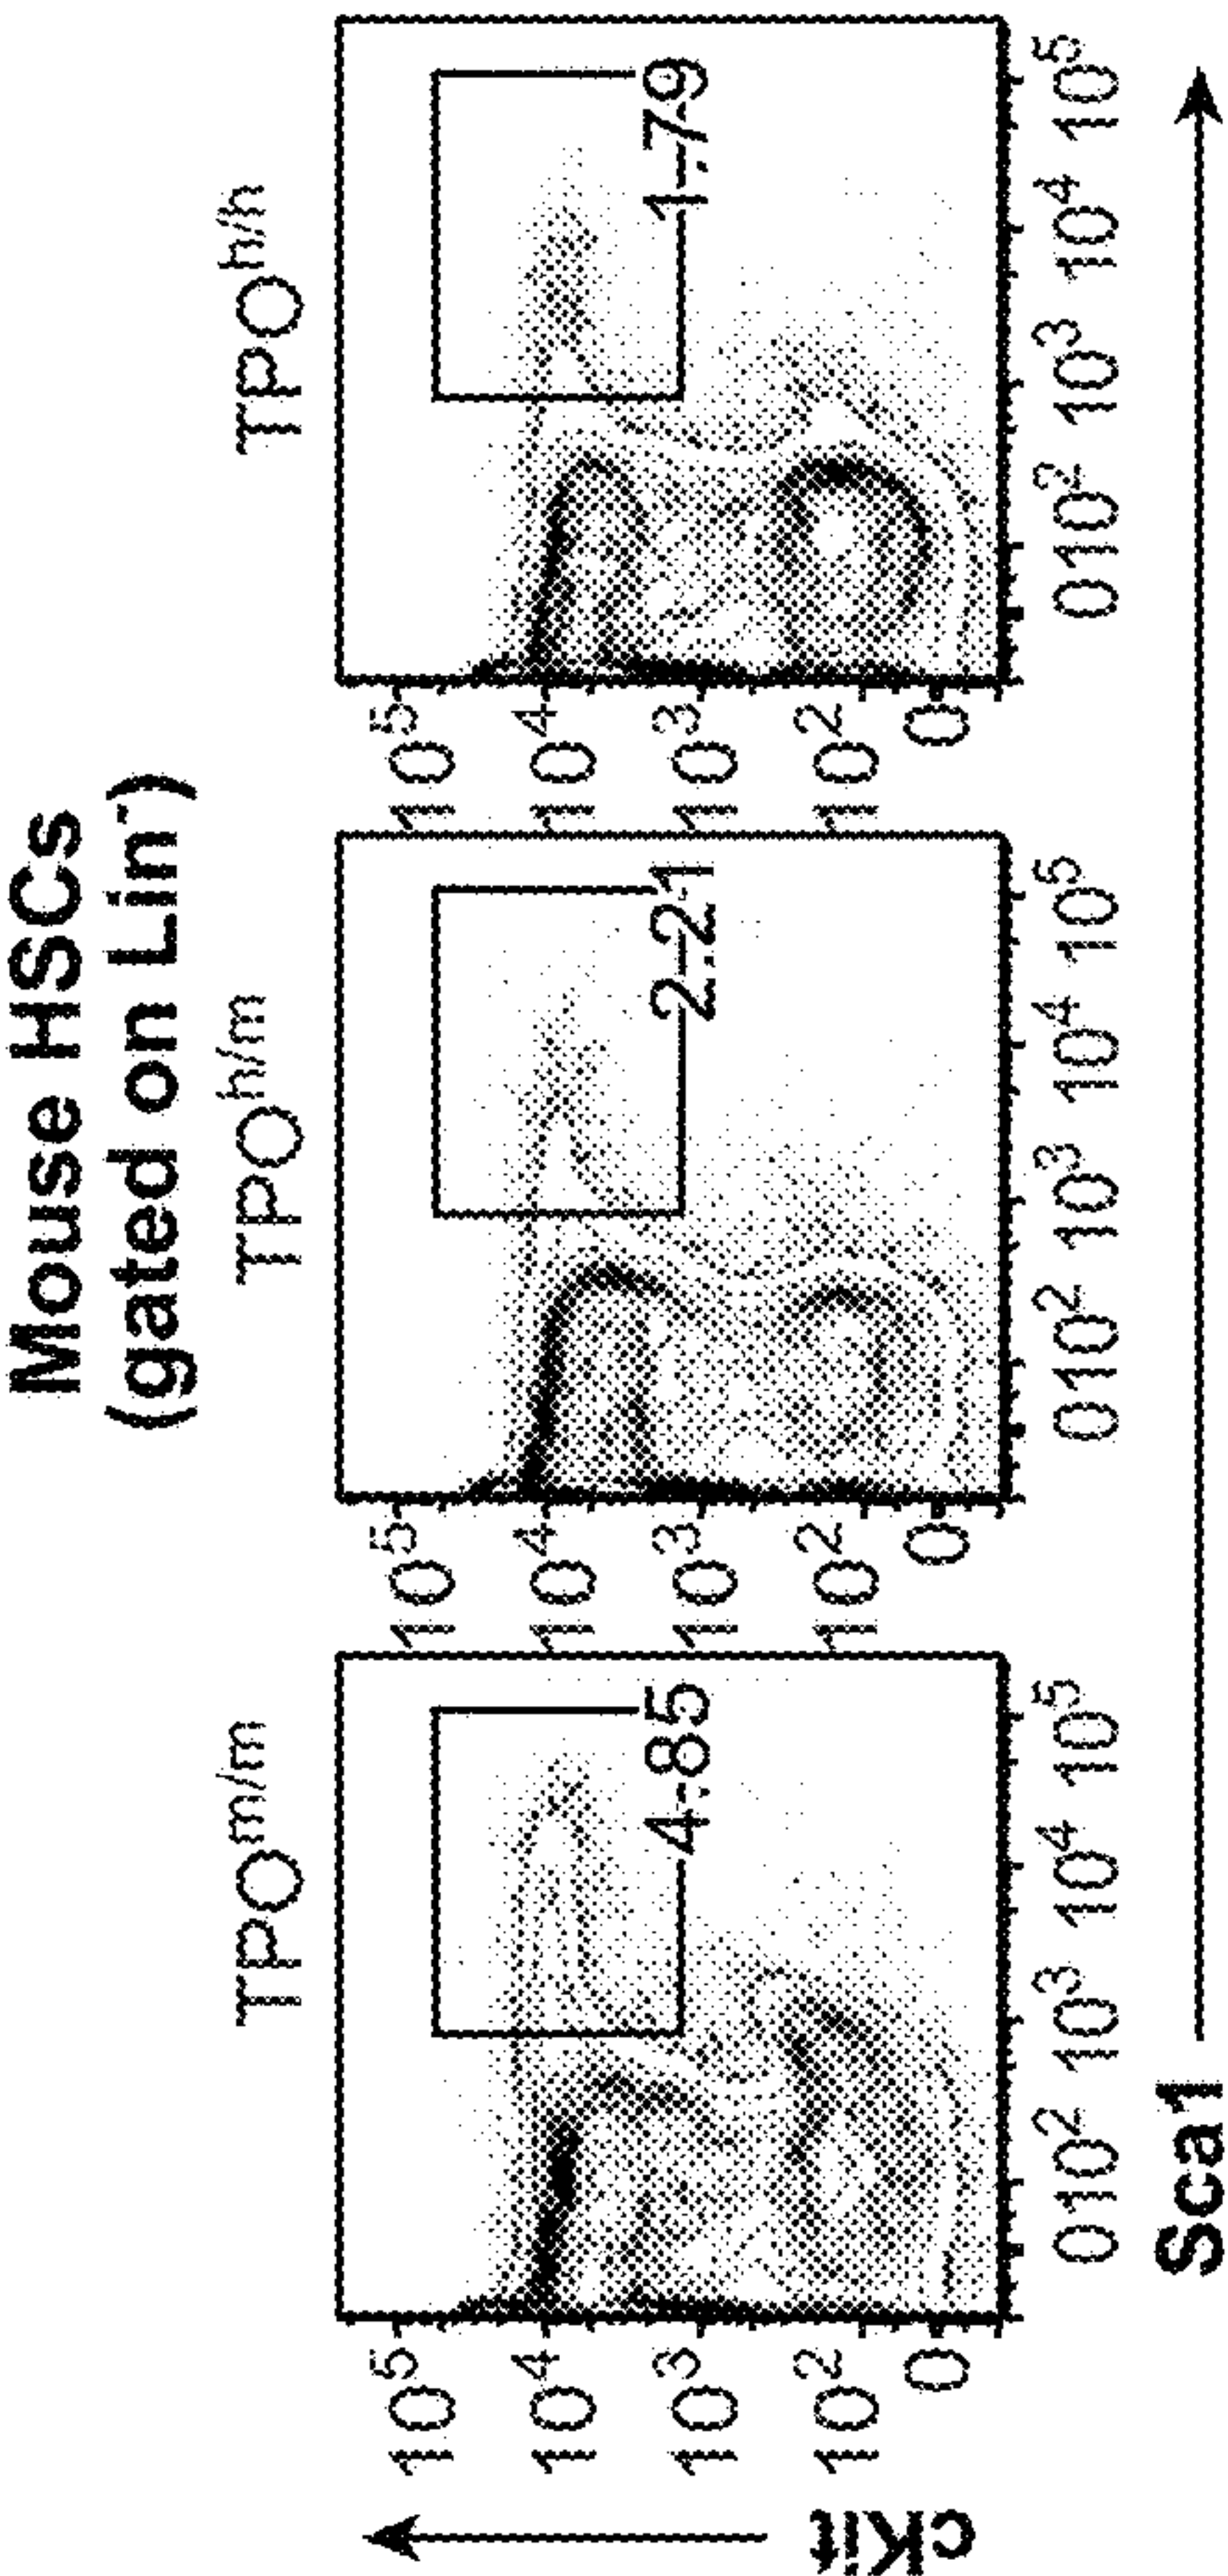 Mouse HSCs
(gated on Lin⁻)
TPO^m/m TPO^h/m TPO^h/h
cKit
10^5 10^5 10^5
10^4 10^4 10^4
10^3 10^3 10^3
10^2 10^2 10^2
0 0 0
4.85 2.21 1.79
0 10^2 10^3 10^4 10^5 0 10^2 10^3 10^4 10^5 0 10^2 10^3 10^4 10^5
Sca1